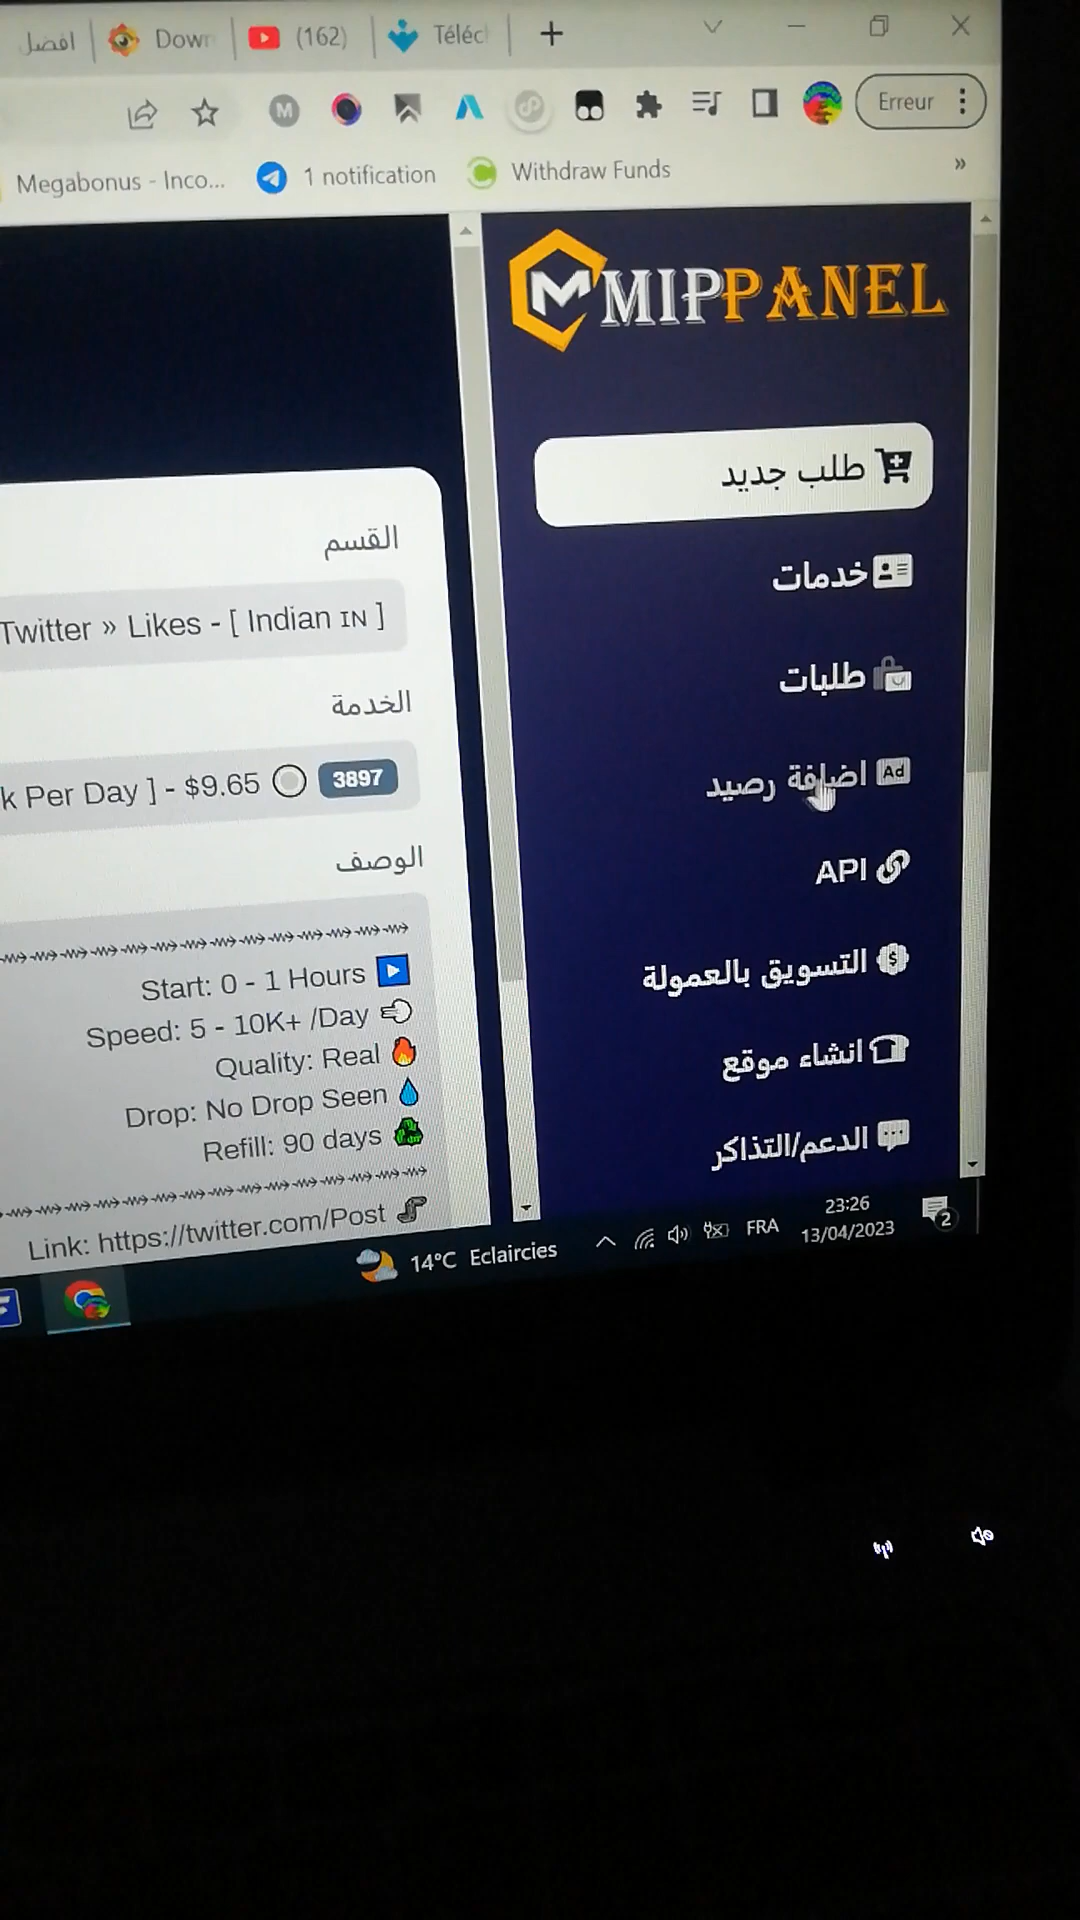 افضل
Down
(162)
Téléc
Erreur
Megabonus - Inco...
1 notification
Withdraw Funds
»
MIPPANEL
طلب جديد
خدمات
طلبات
اضافة رصيد
Ad
API
التسويق بالعمولة
انشاء موقع
الدعم/التذاكر
القسم
Twitter » Likes - [ Indian ɪɴ ]
الخدمة
k Per Day ] - $9.65
3897
الوصف
Start: 0 - 1 Hours
Speed: 5 - 10K+ /Day
Quality: Real
Drop: No Drop Seen
Refill: 90 days
Link: https://twitter.com/Post
14°C Eclaircies
FRA
23:26
13/04/2023
2